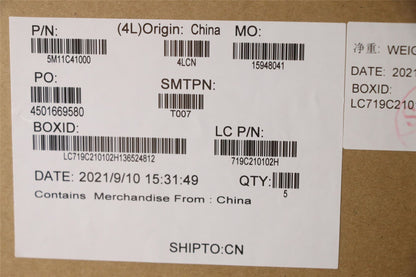 P/N: (4L)Origin: China MO:
5M11C41000 4LCN 15948041
PO: SMTPN:
4501669580 T007
BOXID: LC P/N:
LC719C210102H136524812 719C210102H
DATE: 2021/9/10 15:31:49 QTY:
5
Contains Merchandise From : China
SHIPTO:CN
净重: WEIG
DATE: 2021
BOXID:
LC719C210